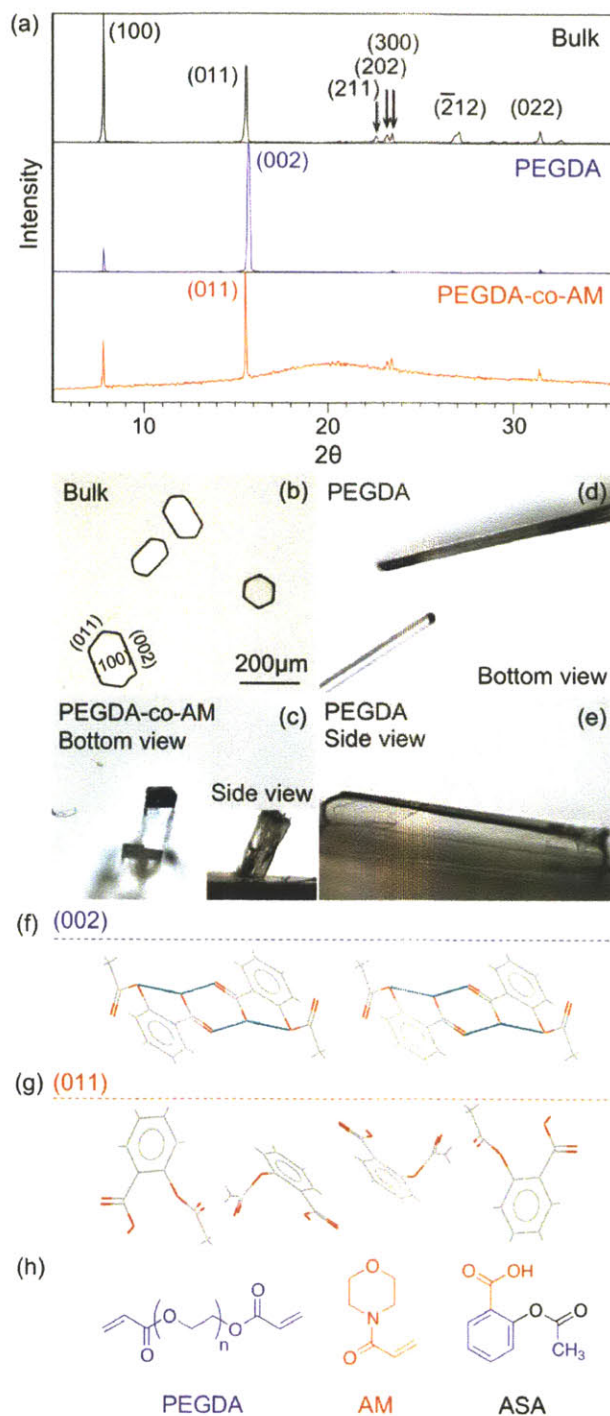 (a)
(100)
Bulk
(300)
(202)
(011)
(211)
(2̅12)
(022)
(002)
PEGDA
(011)
PEGDA-co-AM
Intensity
10
20
30
2θ
Bulk
(b)
(011)
(100)
(002)
200μm
PEGDA
(d)
Bottom view
PEGDA-co-AM
(c)
Bottom view
Side view
PEGDA
(e)
Side view
(f) (002)
(g) (011)
(h)
O
O
n
O
O
O
O
N
O
O
OH
O
O
CH₃
PEGDA
AM
ASA